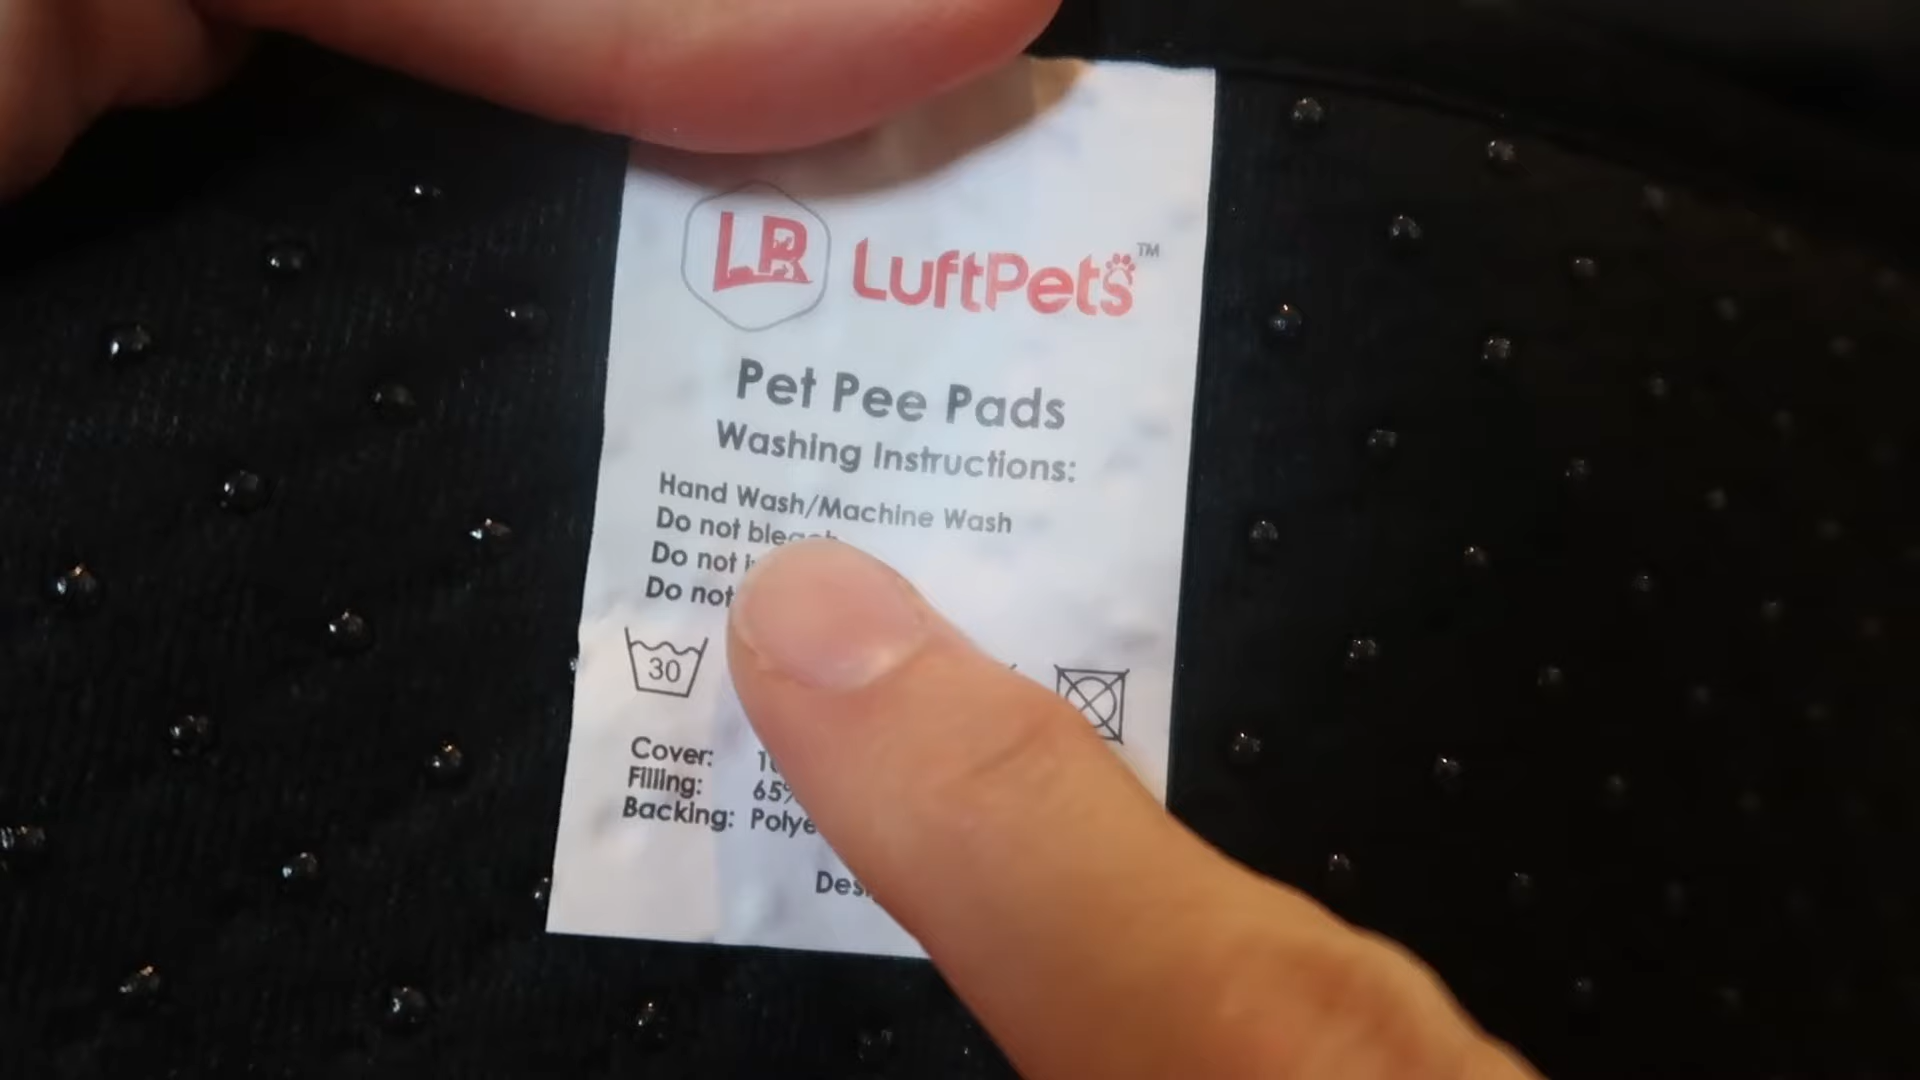 LR LuftPets™
Pet Pee Pads
Washing Instructions:
Hand Wash/Machine Wash
Do not bleach
Do not
Do not
30
Cover:
Filling: 65%
Backing: